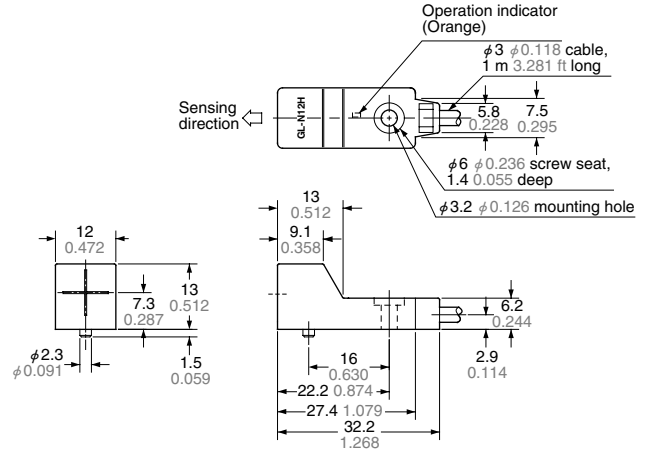 Operation indicator
(Orange)
φ3 φ0.118 cable,
1 m 3.281 ft long
Sensing
direction
GL-N12H
5.8
0.228
7.5
0.295
φ6 φ0.236 screw seat,
1.4 0.055 deep
φ3.2 φ0.126 mounting hole
13
0.512
9.1
0.358
12
0.472
7.3
0.287
13
0.512
φ2.3
φ0.091
1.5
0.059
6.2
0.244
2.9
0.114
16
0.630
22.2 0.874
27.4 1.079
32.2
1.268